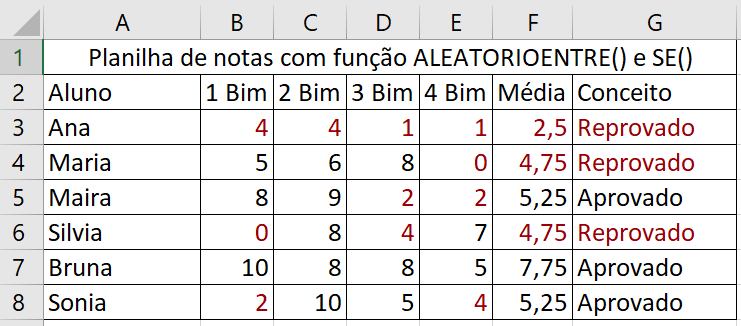 A B C D E F G
1 Planilha de notas com função ALEATORIOENTRE() e SE()
2 Aluno 1 Bim 2 Bim 3 Bim 4 Bim Média Conceito
3 Ana 4 4 1 1 2,5 Reprovado
4 Maria 5 6 8 0 4,75 Reprovado
5 Maira 8 9 2 2 5,25 Aprovado
6 Silvia 0 8 4 7 4,75 Reprovado
7 Bruna 10 8 8 5 7,75 Aprovado
8 Sonia 2 10 5 4 5,25 Aprovado